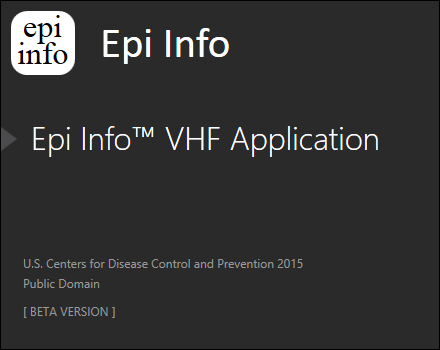 epi
info
Epi Info
Epi Info™ VHF Application
U.S. Centers for Disease Control and Prevention 2015
Public Domain
[ BETA VERSION ]